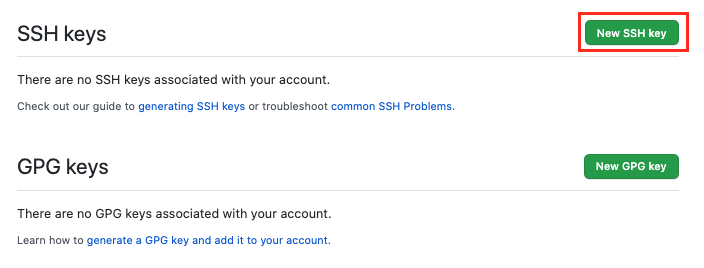 SSH keys
New SSH key
There are no SSH keys associated with your account.
Check out our guide to generating SSH keys or troubleshoot common SSH Problems.
GPG keys
New GPG key
There are no GPG keys associated with your account.
Learn how to generate a GPG key and add it to your account.